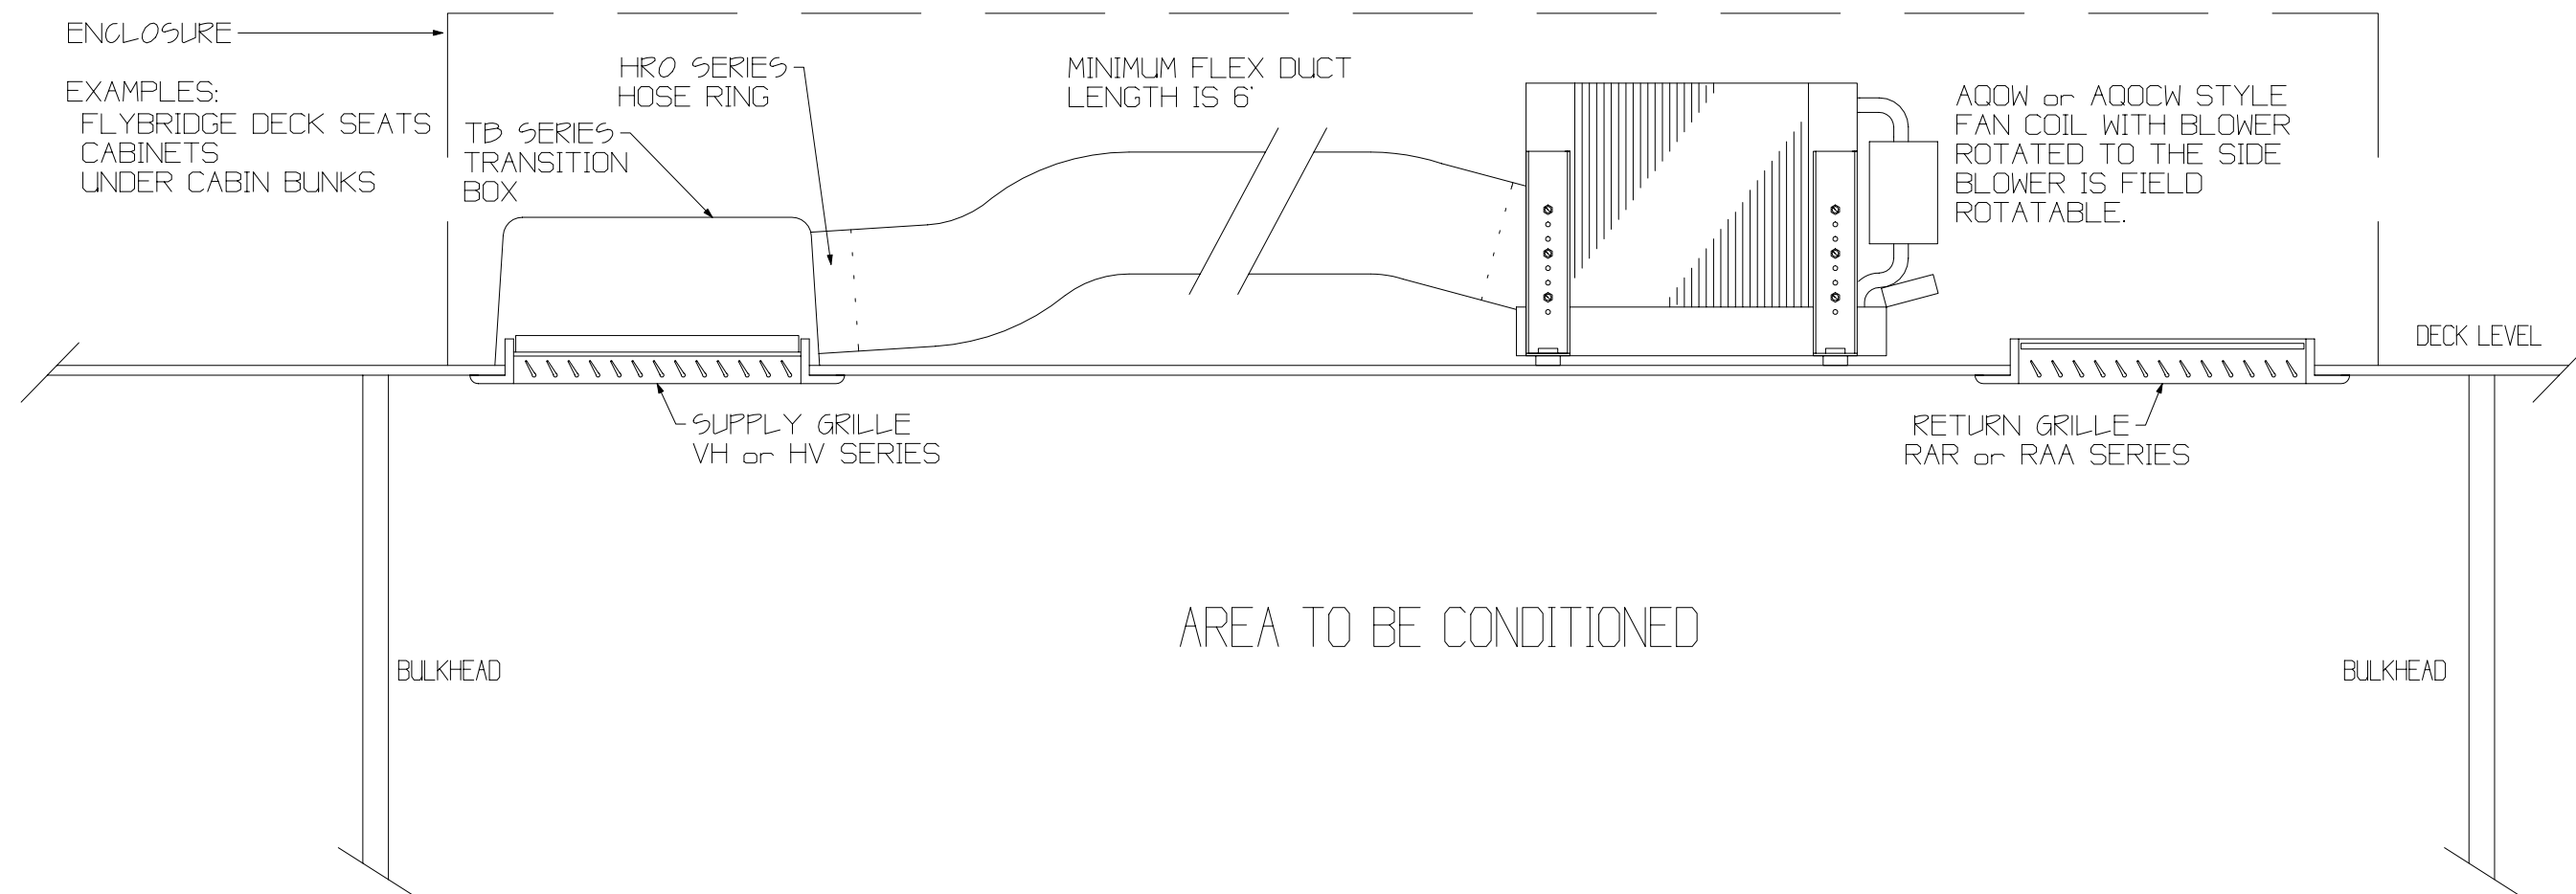 ENCLOSURE
EXAMPLES:
FLYBRIDGE DECK SEATS
CABINETS
UNDER CABIN BUNKS
HRO SERIES
HOSE RING
TB SERIES
TRANSITION
BOX
MINIMUM FLEX DUCT
LENGTH IS 6'
AQOW or AQOCW STYLE
FAN COIL WITH BLOWER
ROTATED TO THE SIDE
BLOWER IS FIELD
ROTATABLE.
DECK LEVEL
SUPPLY GRILLE
VH or HV SERIES
RETURN GRILLE
RAR or RAA SERIES
AREA TO BE CONDITIONED
BULKHEAD
BULKHEAD